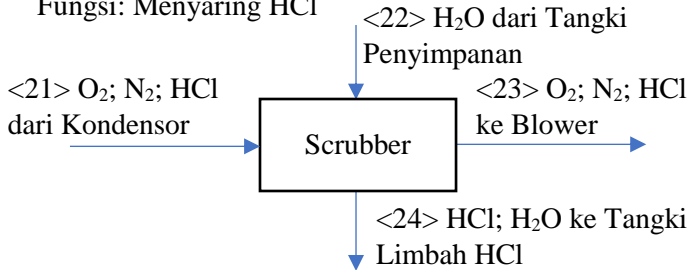 Fungsi: Menyaring HCl
<22> H₂O dari Tangki
Penyimpanan
<21> O₂; N₂; HCl
dari Kondensor
<23> O₂; N₂; HCl
ke Blower
Scrubber
<24> HCl; H₂O ke Tangki
Limbah HCl